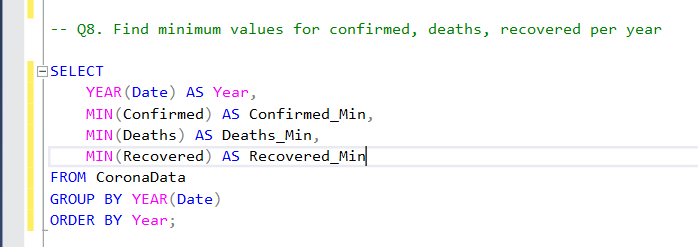 -- Q8. Find minimum values for confirmed, deaths, recovered per year
SELECT
YEAR(Date) AS Year,
MIN(Confirmed) AS Confirmed_Min,
MIN(Deaths) AS Deaths_Min,
MIN(Recovered) AS Recovered_Min
FROM CoronaData
GROUP BY YEAR(Date)
ORDER BY Year;